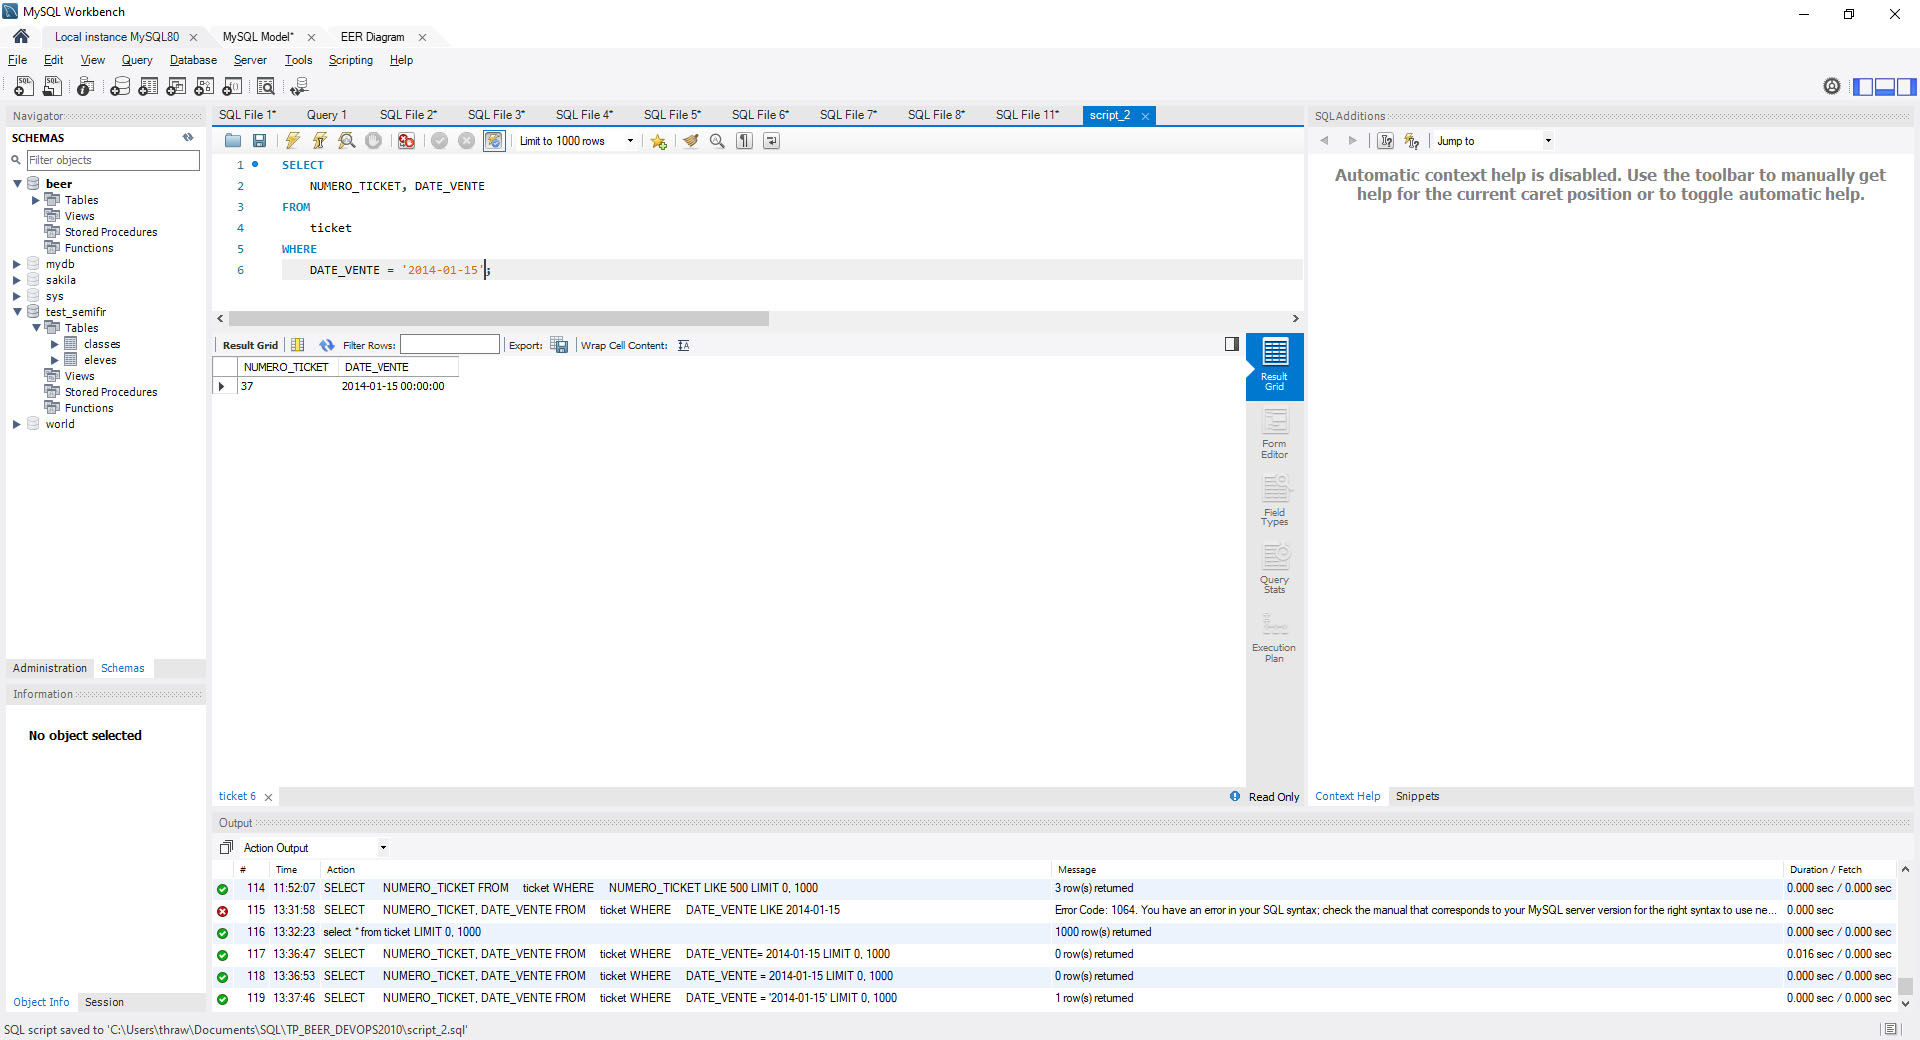 MySQL Workbench
Local instance MySQL80
MySQL Model*
EER Diagram
File Edit View Query Database Server Tools Scripting Help
Navigator
SCHEMAS
Filter objects
beer
Tables
Views
Stored Procedures
Functions
mydb
sakila
sys
test_semifir
Tables
classes
eleves
Views
Stored Procedures
Functions
world
Administration Schemas
Information
No object selected
Object Info Session
SQL File 1* Query 1 SQL File 2* SQL File 3* SQL File 4* SQL File 5* SQL File 6* SQL File 7* SQL File 8* SQL File 11* script_2
Limit to 1000 rows
1 SELECT
2 NUMERO_TICKET, DATE_VENTE
3 FROM
4 ticket
5 WHERE
6 DATE_VENTE = '2014-01-15';
Result Grid Filter Rows: Export: Wrap Cell Content:
NUMERO_TICKET DATE_VENTE
37 2014-01-15 00:00:00
Result Grid
Form Editor
Field Types
Query Stats
Execution Plan
ticket 6
Read Only
SQLAdditions
Jump to
Automatic context help is disabled. Use the toolbar to manually get
help for the current caret position or to toggle automatic help.
Context Help Snippets
Output
Action Output
# Time Action Message Duration / Fetch
114 11:52:07 SELECT NUMERO_TICKET FROM ticket WHERE NUMERO_TICKET LIKE 500 LIMIT 0, 1000 3 row(s) returned 0.000 sec / 0.000 sec
115 13:31:58 SELECT NUMERO_TICKET, DATE_VENTE FROM ticket WHERE DATE_VENTE LIKE 2014-01-15 Error Code: 1064. You have an error in your SQL syntax; check the manual that corresponds to your MySQL server version for the right syntax to use ne... 0.000 sec
116 13:32:23 select * from ticket LIMIT 0, 1000 1000 row(s) returned 0.000 sec / 0.000 sec
117 13:36:47 SELECT NUMERO_TICKET, DATE_VENTE FROM ticket WHERE DATE_VENTE= 2014-01-15 LIMIT 0, 1000 0 row(s) returned 0.016 sec / 0.000 sec
118 13:36:53 SELECT NUMERO_TICKET, DATE_VENTE FROM ticket WHERE DATE_VENTE = 2014-01-15 LIMIT 0, 1000 0 row(s) returned 0.000 sec / 0.000 sec
119 13:37:46 SELECT NUMERO_TICKET, DATE_VENTE FROM ticket WHERE DATE_VENTE = '2014-01-15' LIMIT 0, 1000 1 row(s) returned 0.000 sec / 0.000 sec
SQL script saved to 'C:\Users\thraw\Documents\SQL\TP_BEER_DEVOPS2010\script_2.sql'